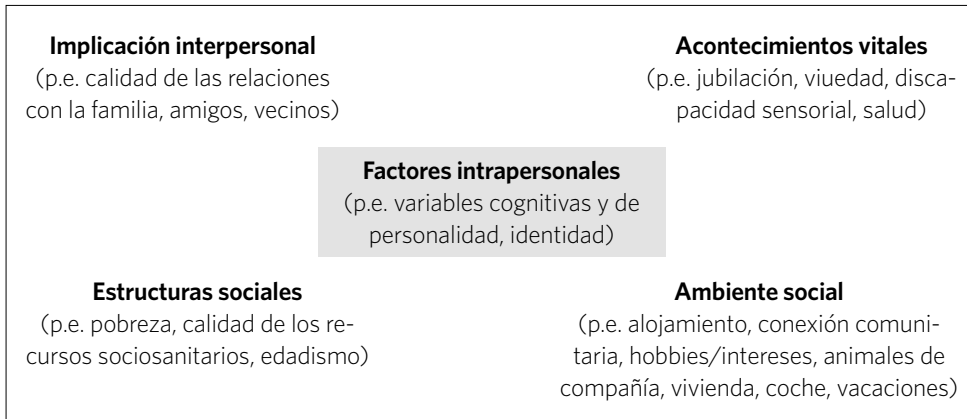 Implicación interpersonal
(p.e. calidad de las relaciones
con la familia, amigos, vecinos)
Acontecimientos vitales
(p.e. jubilación, viuedad, disca-
pacidad sensorial, salud)
Factores intrapersonales
(p.e. variables cognitivas y de
personalidad, identidad)
Estructuras sociales
(p.e. pobreza, calidad de los re-
cursos sociosanitarios, edadismo)
Ambiente social
(p.e. alojamiento, conexión comuni-
taria, hobbies/intereses, animales de
compañía, vivienda, coche, vacaciones)